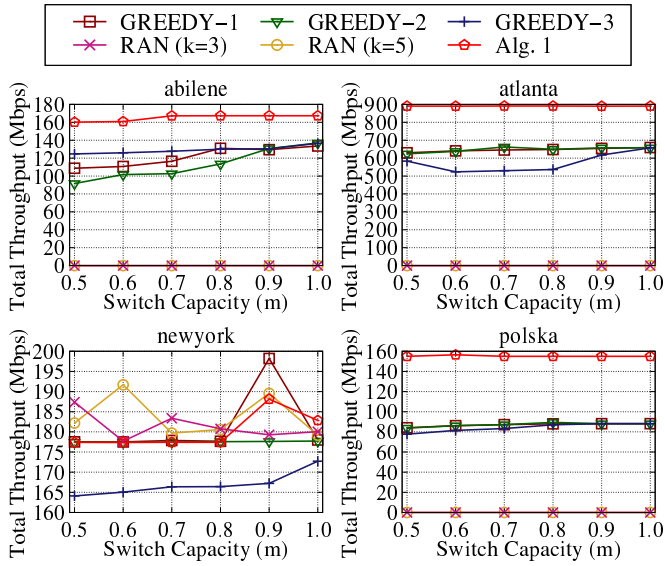 GREEDY−1 GREEDY−2 GREEDY−3
RAN (k=3) RAN (k=5) Alg. 1
abilene
Total Throughput (Mbps)
180
160
140
120
100
80
60
40
20
0
0.5 0.6 0.7 0.8 0.9 1.0
Switch Capacity (m)
atlanta
Total Throughput (Mbps)
900
800
700
600
500
400
300
200
100
0
0.5 0.6 0.7 0.8 0.9 1.0
Switch Capacity (m)
newyork
Total Throughput (Mbps)
200
195
190
185
180
175
170
165
160
0.5 0.6 0.7 0.8 0.9 1.0
Switch Capacity (m)
polska
Total Throughput (Mbps)
160
140
120
100
80
60
40
20
0
0.5 0.6 0.7 0.8 0.9 1.0
Switch Capacity (m)